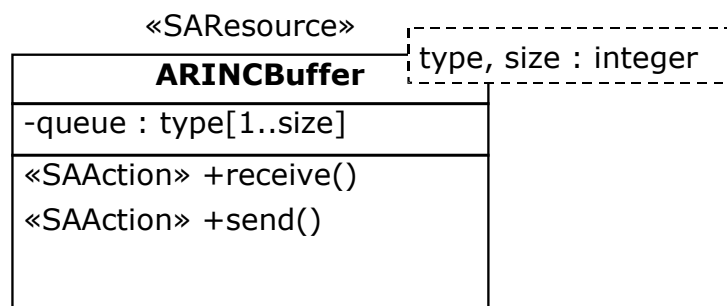 «SAResource»
type, size : integer
ARINCBuffer
-queue : type[1..size]
«SAAction» +receive()
«SAAction» +send()